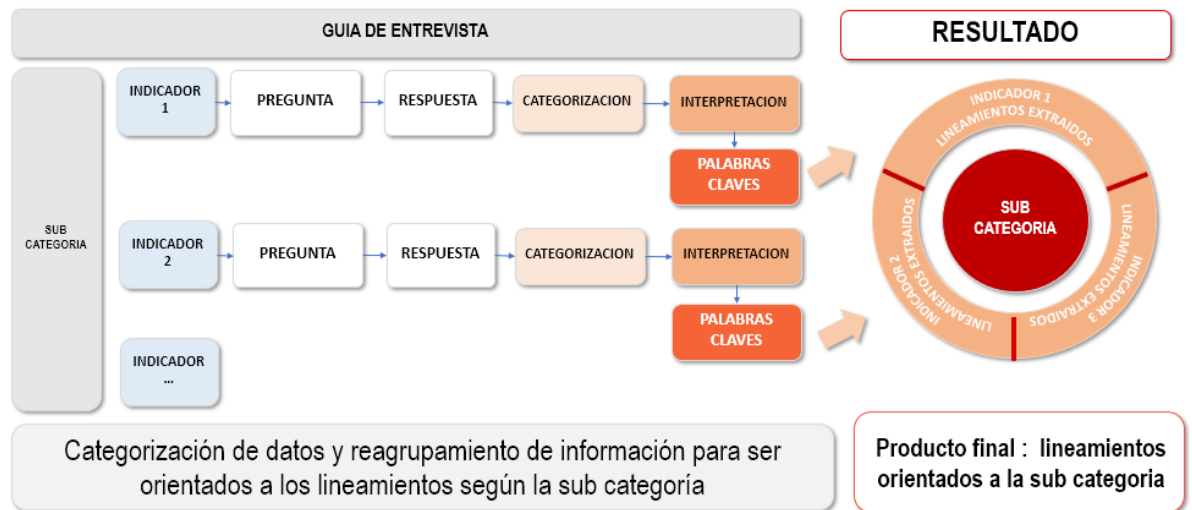 GUIA DE ENTREVISTA
RESULTADO
SUB
CATEGORIA
INDICADOR
1
PREGUNTA
RESPUESTA
CATEGORIZACION
INTERPRETACION
PALABRAS
CLAVES
INDICADOR
2
PREGUNTA
RESPUESTA
CATEGORIZACION
INTERPRETACION
PALABRAS
CLAVES
INDICADOR
...
INDICADOR 1
LINEAMIENTOS EXTRAIDOS
SUB
CATEGORIA
INDICADOR 2
LINEAMIENTOS EXTRAIDOS
INDICADOR 3
LINEAMIENTOS EXTRAIDOS
Categorización de datos y reagrupamiento de información para ser
orientados a los lineamientos según la sub categoría
Producto final : lineamientos
orientados a la sub categoria